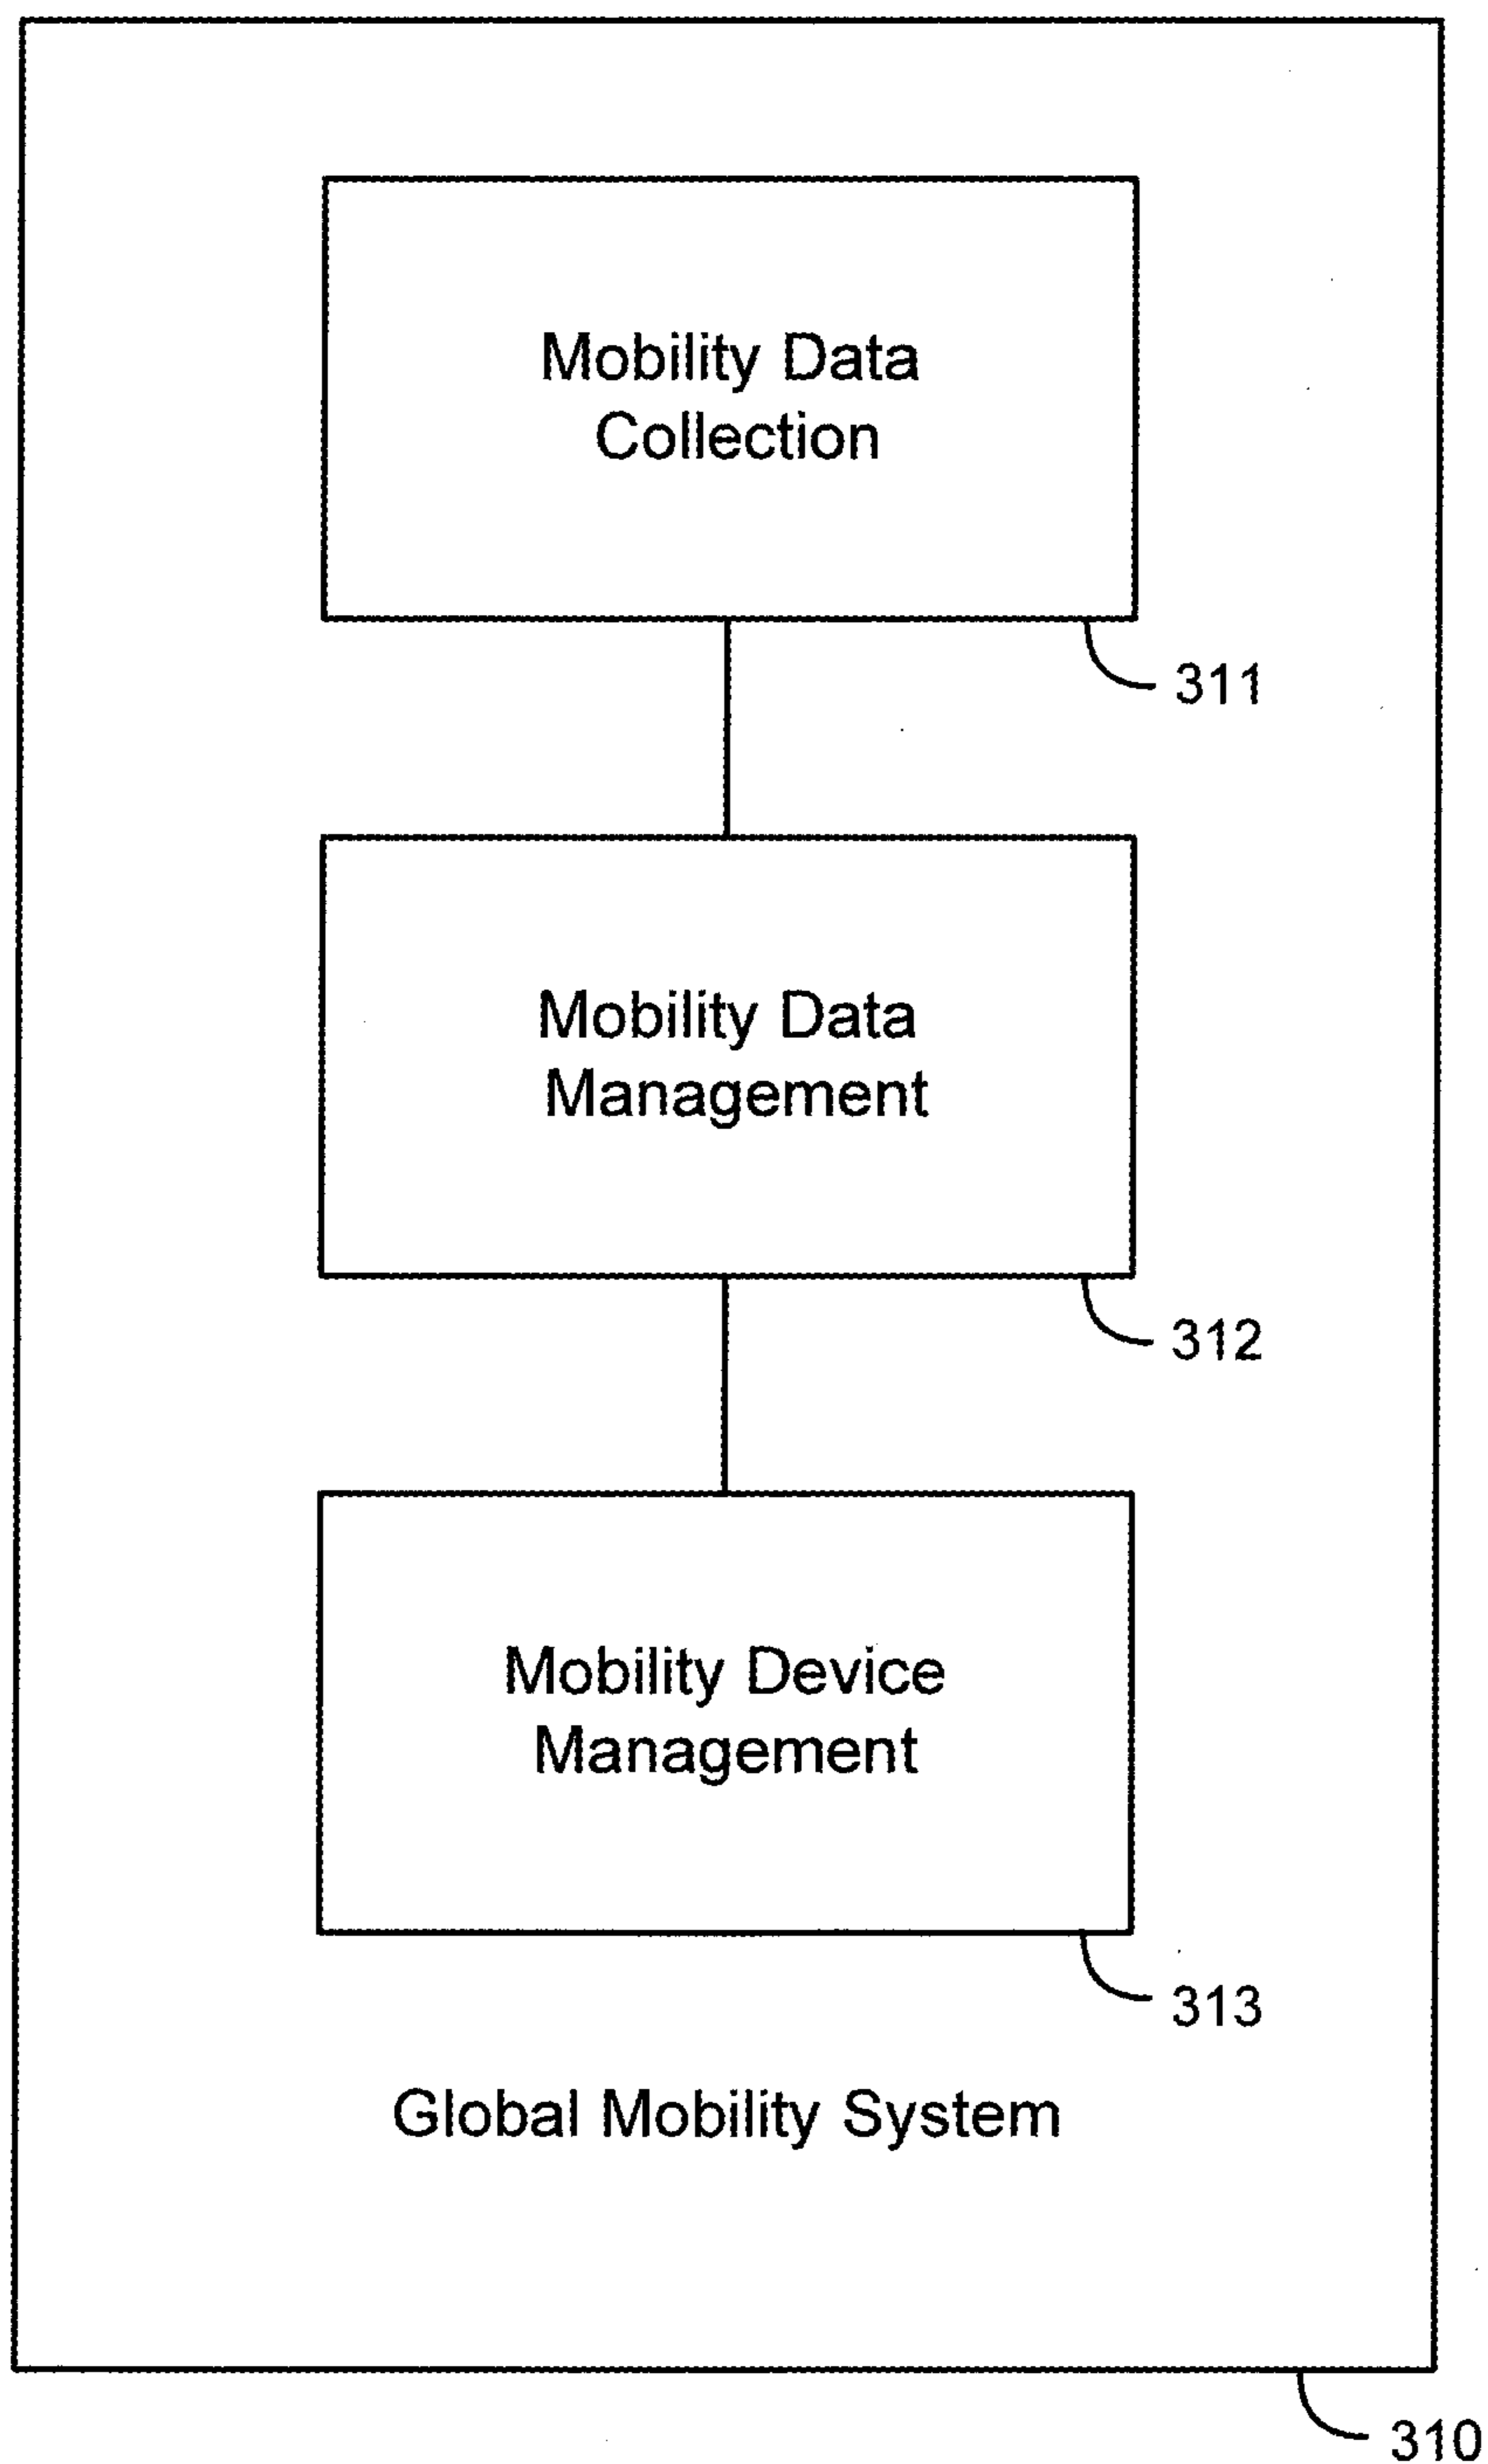 Mobility Data
Collection
311
Mobility Data
Management
312
Mobility Device
Management
313
Global Mobility System
310